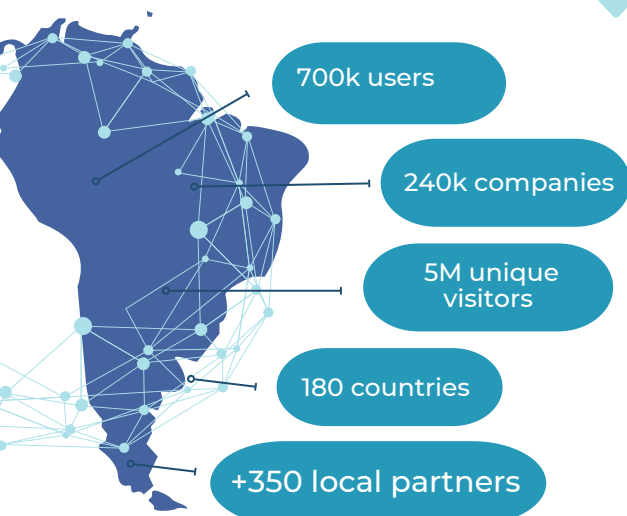 700k users
240k companies
5M unique
visitors
180 countries
+350 local partners